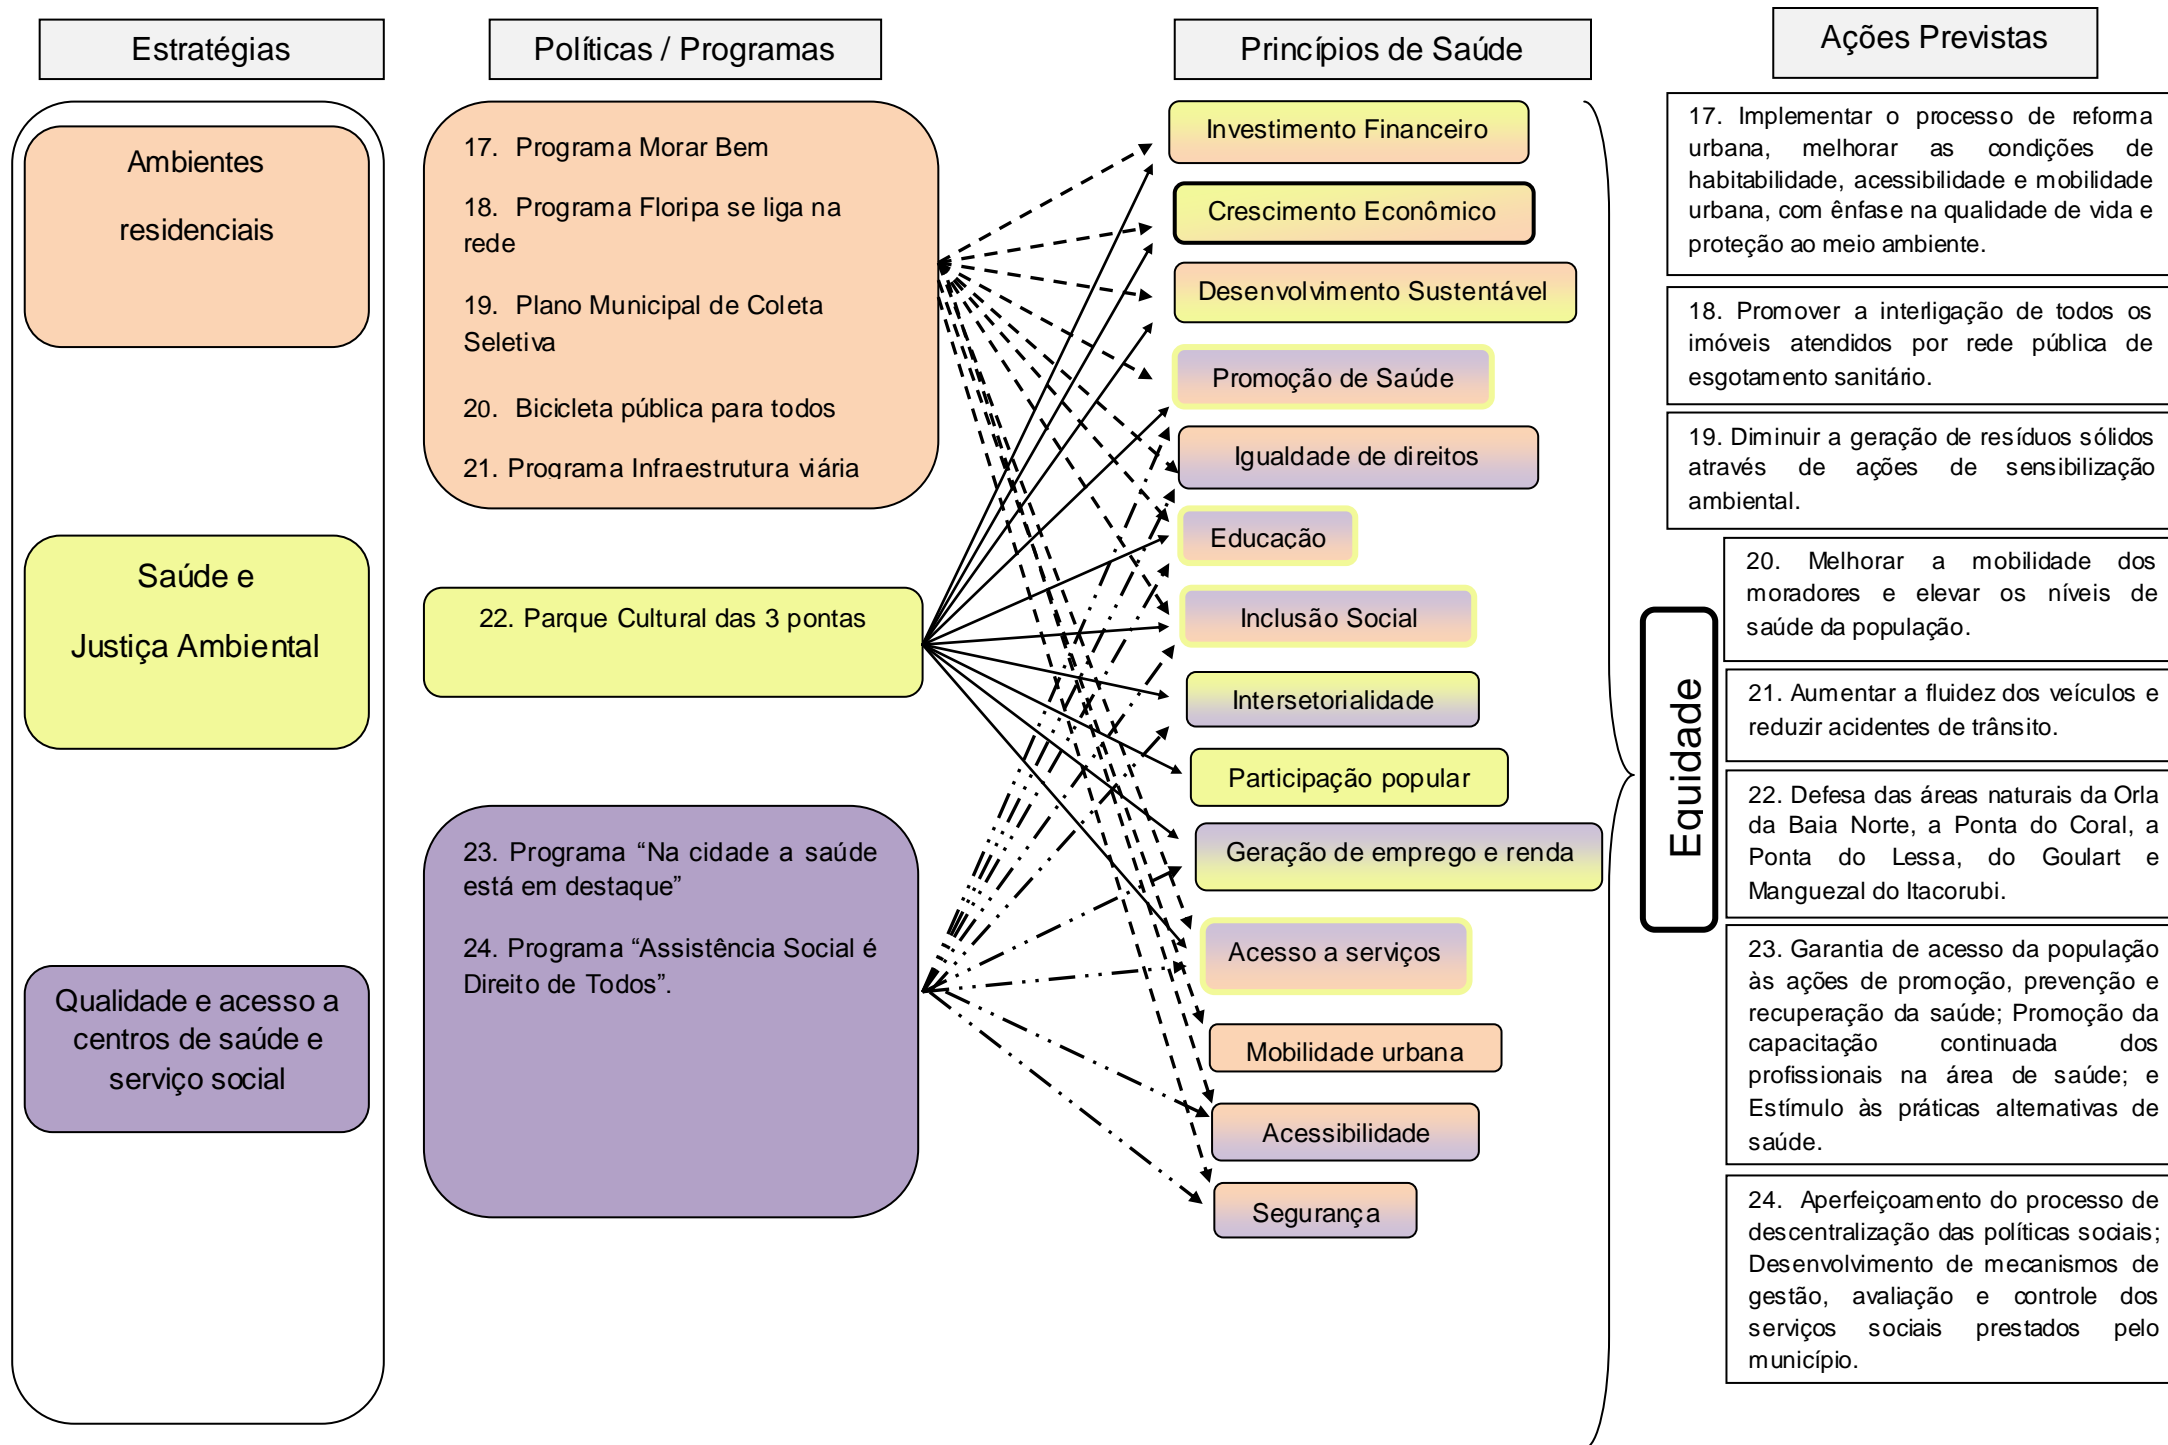 Estratégias
Políticas / Programas
Princípios de Saúde
Ações Previstas
Ambientes
residenciais
Saúde e
Justiça Ambiental
Qualidade e acesso a
centros de saúde e
serviço social
17. Programa Morar Bem
18. Programa Floripa se liga na
rede
19. Plano Municipal de Coleta
Seletiva
20. Bicicleta pública para todos
21. Programa Infraestrutura viária
22. Parque Cultural das 3 pontas
23. Programa “Na cidade a saúde
está em destaque”
24. Programa “Assistência Social é
Direito de Todos”.
Investimento Financeiro
Crescimento Econômico
Desenvolvimento Sustentável
Promoção de Saúde
Igualdade de direitos
Educação
Inclusão Social
Intersetorialidade
Participação popular
Geração de emprego e renda
Acesso a serviços
Mobilidade urbana
Acessibilidade
Segurança
Equidade
17. Implementar o processo de reforma
urbana, melhorar as condições de
habitabilidade, acessibilidade e mobilidade
urbana, com ênfase na qualidade de vida e
proteção ao meio ambiente.
18. Promover a interligação de todos os
imóveis atendidos por rede pública de
esgotamento sanitário.
19. Diminuir a geração de resíduos sólidos
através de ações de sensibilização
ambiental.
20. Melhorar a mobilidade dos
moradores e elevar os níveis de
saúde da população.
21. Aumentar a fluidez dos veículos e
reduzir acidentes de trânsito.
22. Defesa das áreas naturais da Orla
da Baia Norte, a Ponta do Coral, a
Ponta do Lessa, do Goulart e
Manguezal do Itacorubi.
23. Garantia de acesso da população
às ações de promoção, prevenção e
recuperação da saúde; Promoção da
capacitação continuada dos
profissionais na área de saúde; e
Estímulo às práticas alternativas de
saúde.
24. Aperfeiçoamento do processo de
descentralização das políticas sociais;
Desenvolvimento de mecanismos de
gestão, avaliação e controle dos
serviços sociais prestados pelo
município.